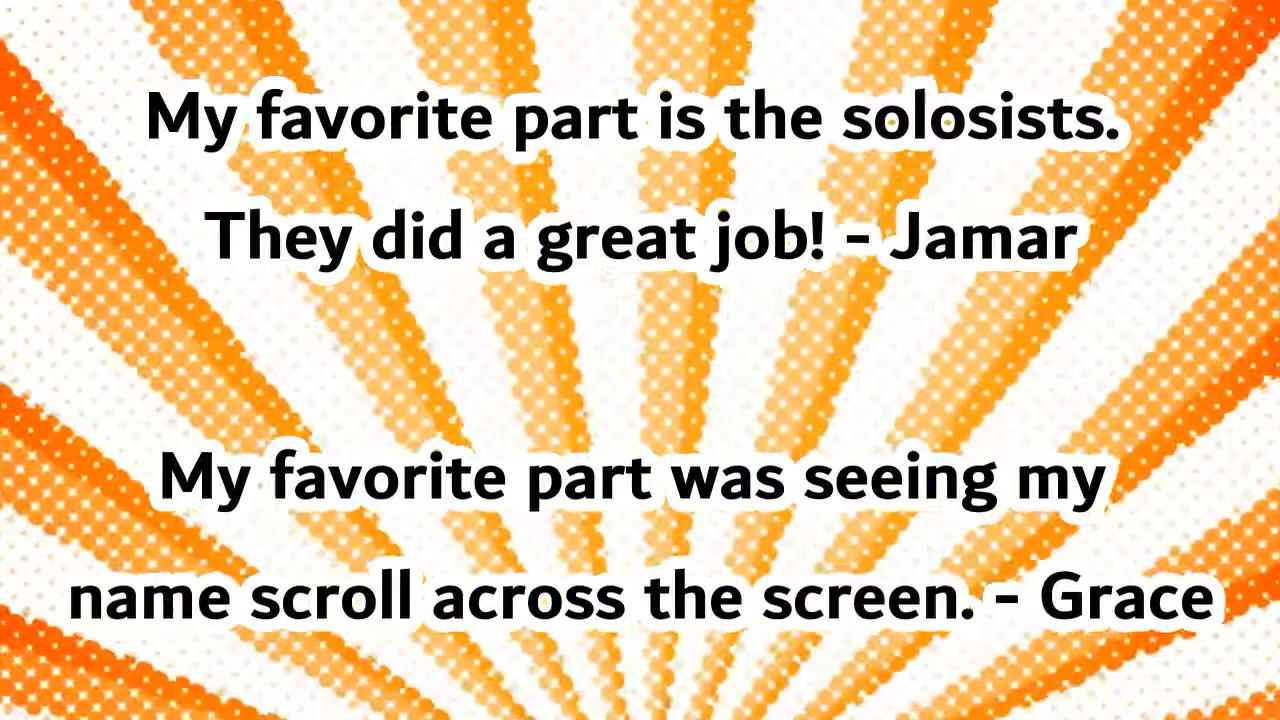 My favorite part is the solosists.
They did a great job! - Jamar
My favorite part was seeing my
name scroll across the screen. - Grace